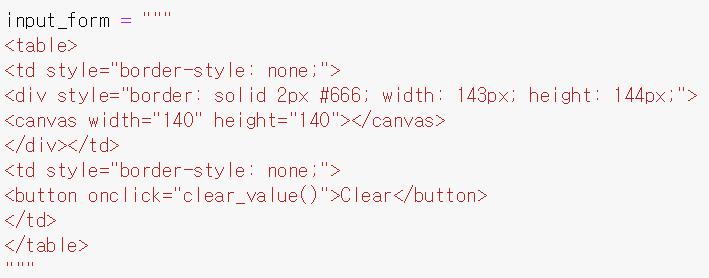 input_form = """
<table>
<td style="border-style: none;">
<div style="border: solid 2px #666; width: 143px; height: 144px;">
<canvas width="140" height="140"></canvas>
</div></td>
<td style="border-style: none;">
<button onclick="clear_value()">Clear</button>
</td>
</table>
"""